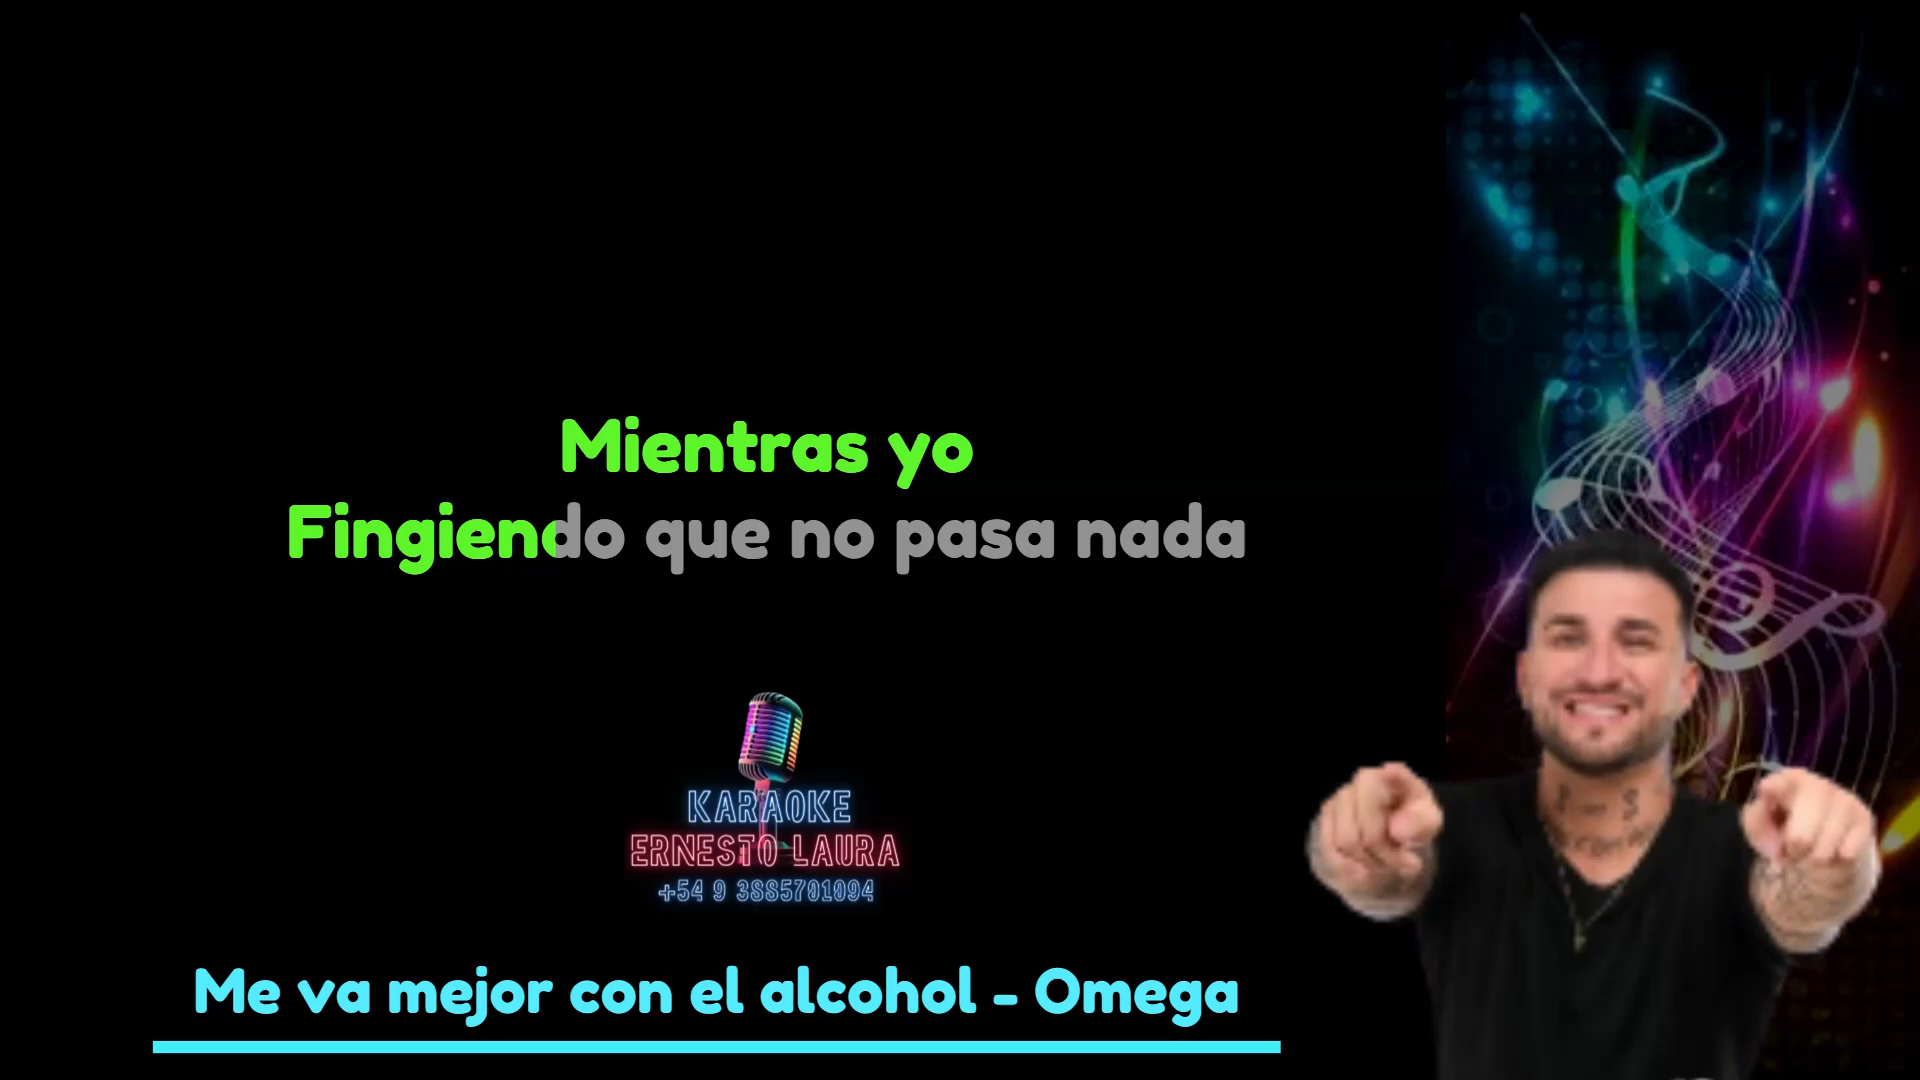 Mientras yo
Fingiendo que no pasa nada
KARAOKE
ERNESTO LAURA
+54 9 3885701094
Me va mejor con el alcohol - Omega